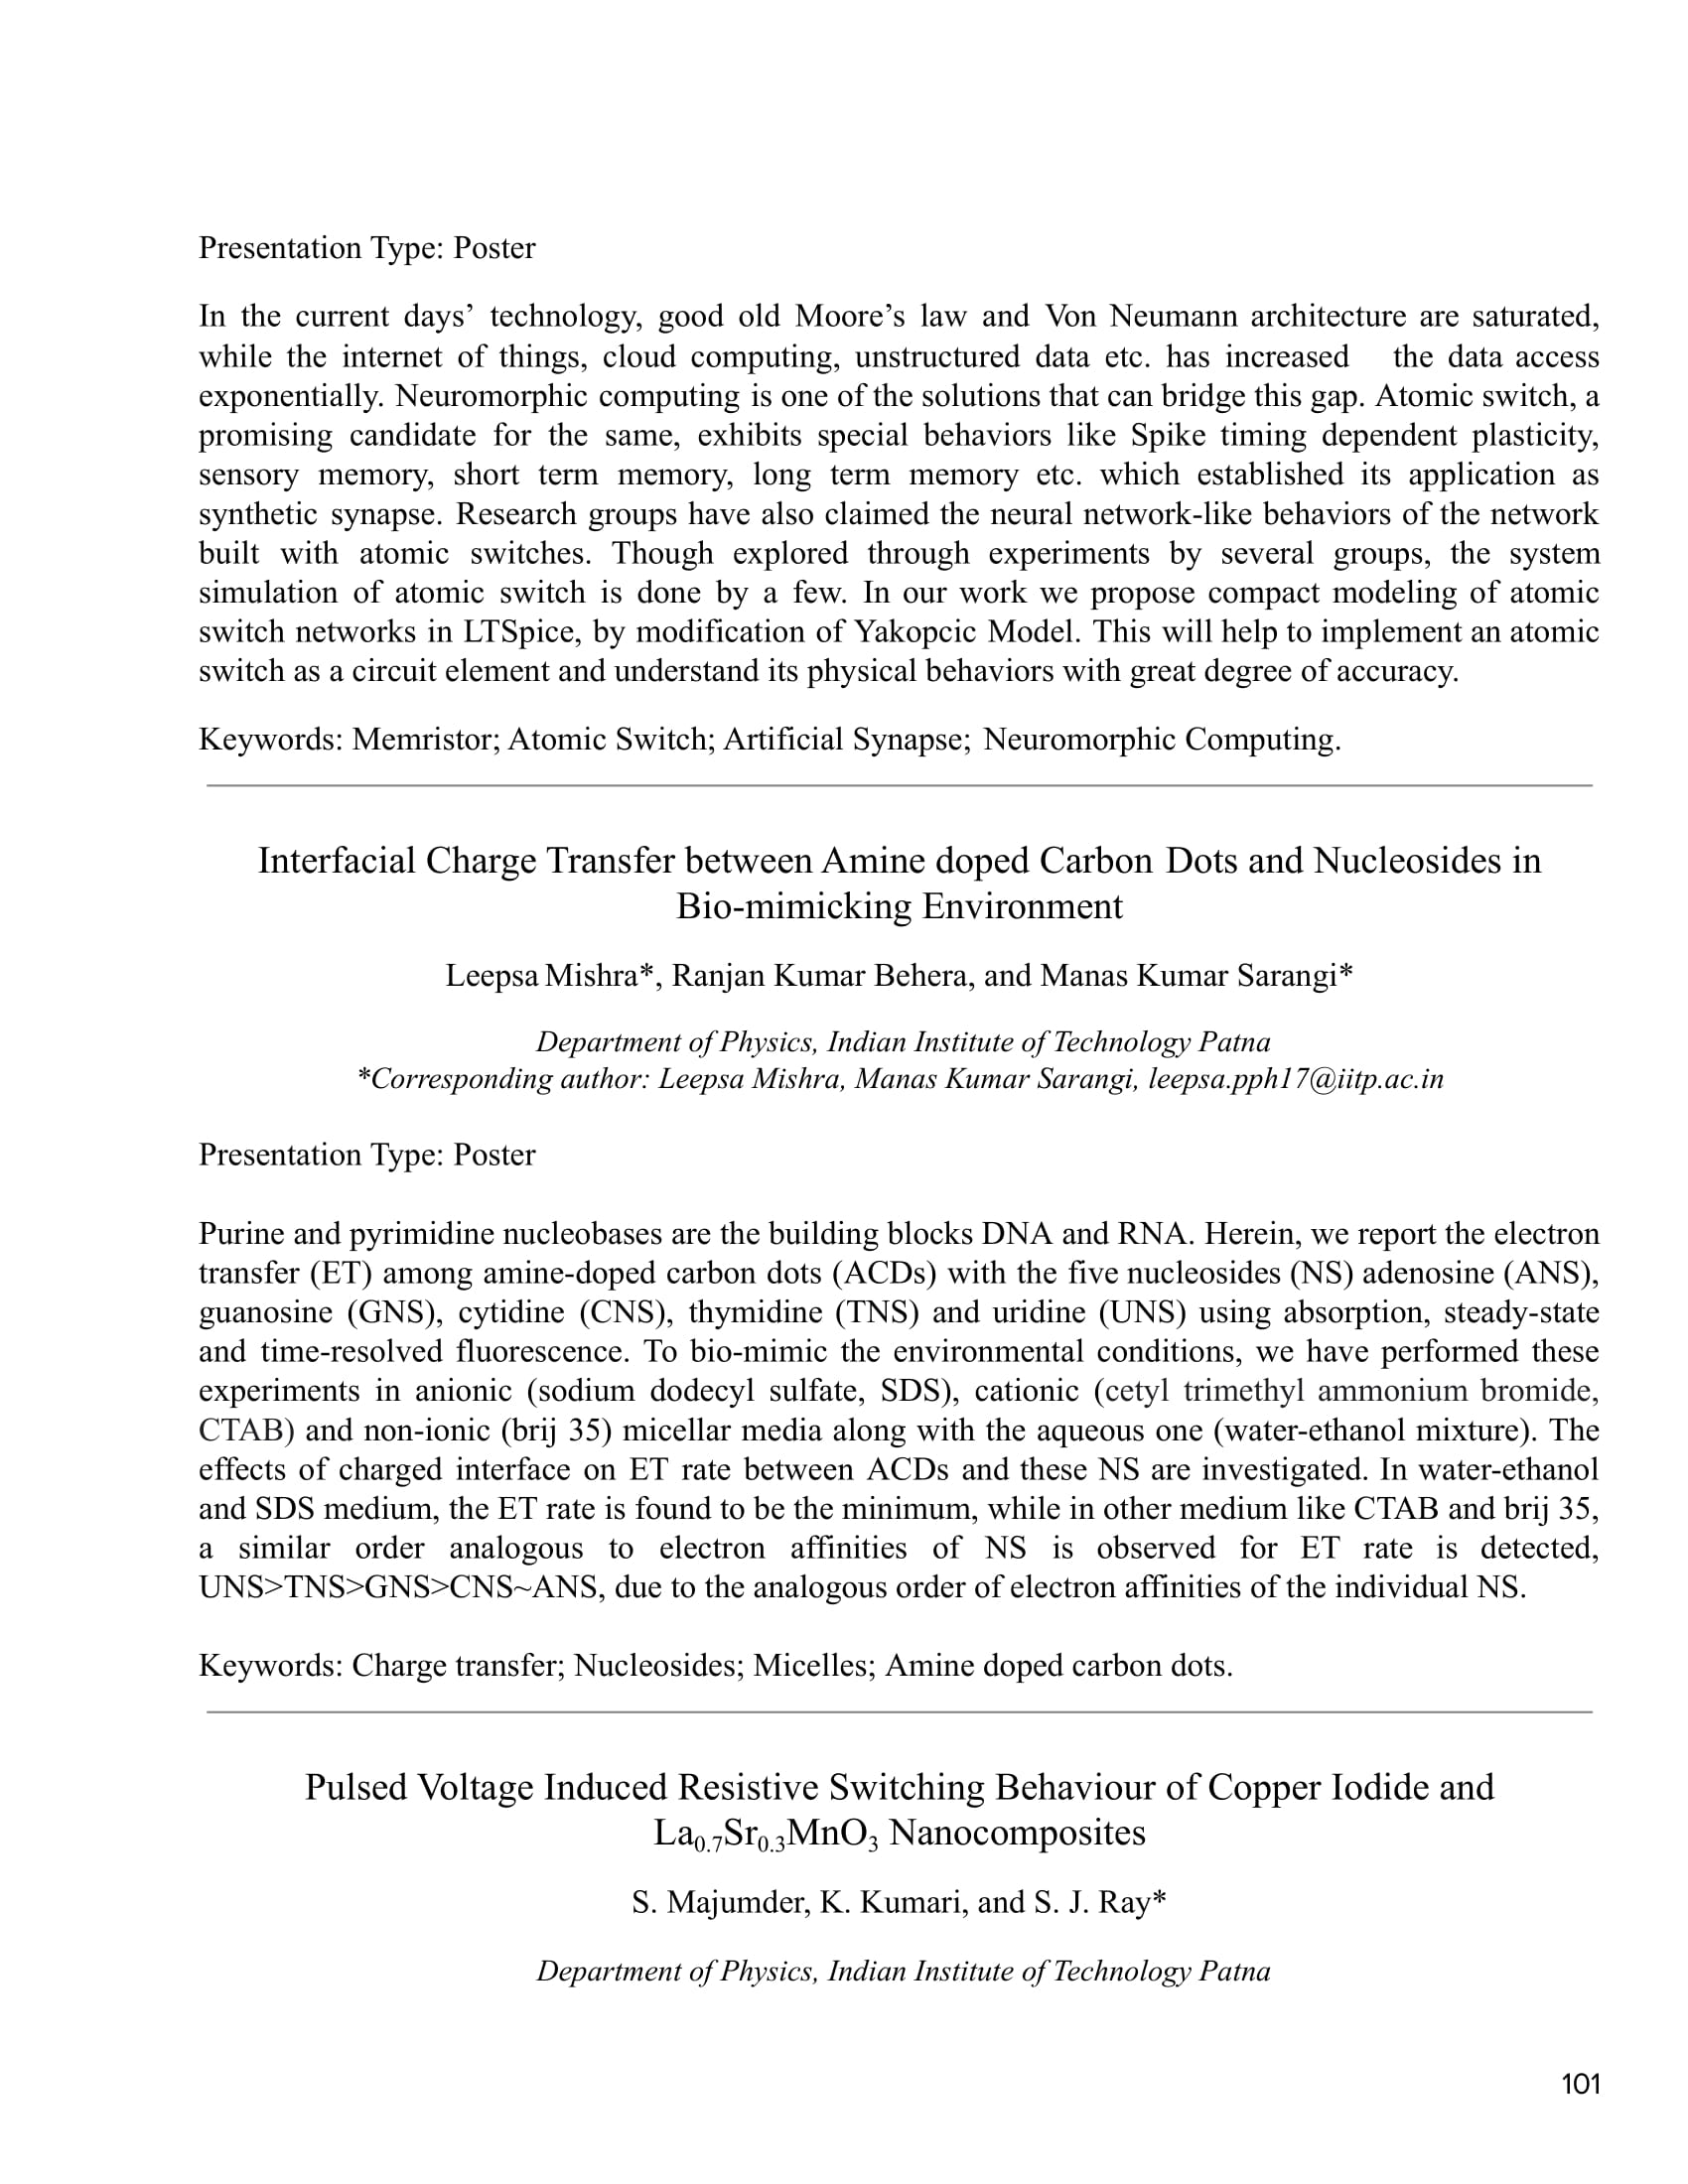 Presentation Type: Poster
In the current days’ technology, good old Moore’s law and Von Neumann architecture are saturated,
while the internet of things, cloud computing, unstructured data etc. has increased the data access
exponentially. Neuromorphic computing is one of the solutions that can bridge this gap. Atomic switch, a
promising candidate for the same, exhibits special behaviors like Spike timing dependent plasticity,
sensory memory, short term memory, long term memory etc. which established its application as
synthetic synapse. Research groups have also claimed the neural network-like behaviors of the network
built with atomic switches. Though explored through experiments by several groups, the system
simulation of atomic switch is done by a few. In our work we propose compact modeling of atomic
switch networks in LTSpice, by modification of Yakopcic Model. This will help to implement an atomic
switch as a circuit element and understand its physical behaviors with great degree of accuracy.
Keywords: Memristor; Atomic Switch; Artificial Synapse; Neuromorphic Computing.
Interfacial Charge Transfer between Amine doped Carbon Dots and Nucleosides in
Bio-mimicking Environment
Leepsa Mishra*, Ranjan Kumar Behera, and Manas Kumar Sarangi*
Department of Physics, Indian Institute of Technology Patna
*Corresponding author: Leepsa Mishra, Manas Kumar Sarangi, leepsa.pph17@iitp.ac.in
Presentation Type: Poster
Purine and pyrimidine nucleobases are the building blocks DNA and RNA. Herein, we report the electron
transfer (ET) among amine-doped carbon dots (ACDs) with the five nucleosides (NS) adenosine (ANS),
guanosine (GNS), cytidine (CNS), thymidine (TNS) and uridine (UNS) using absorption, steady-state
and time-resolved fluorescence. To bio-mimic the environmental conditions, we have performed these
experiments in anionic (sodium dodecyl sulfate, SDS), cationic (cetyl trimethyl ammonium bromide,
CTAB) and non-ionic (brij 35) micellar media along with the aqueous one (water-ethanol mixture). The
effects of charged interface on ET rate between ACDs and these NS are investigated. In water-ethanol
and SDS medium, the ET rate is found to be the minimum, while in other medium like CTAB and brij 35,
a similar order analogous to electron affinities of NS is observed for ET rate is detected,
UNS>TNS>GNS>CNS~ANS, due to the analogous order of electron affinities of the individual NS.
Keywords: Charge transfer; Nucleosides; Micelles; Amine doped carbon dots.
Pulsed Voltage Induced Resistive Switching Behaviour of Copper Iodide and
La0.7Sr0.3MnO3 Nanocomposites
S. Majumder, K. Kumari, and S. J. Ray*
Department of Physics, Indian Institute of Technology Patna
101